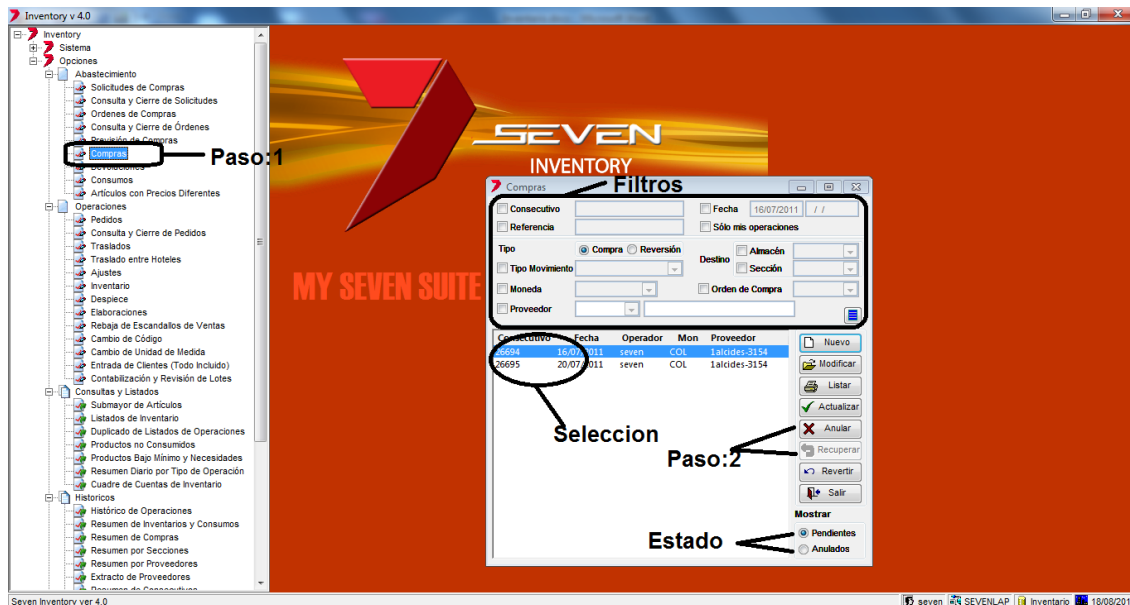 Inventory v 4.0
Inventory
Sistema
Opciones
Abastecimiento
Solicitudes de Compras
Consulta y Cierre de Solicitudes
Ordenes de Compras
Consulta y Cierre de Órdenes
Previsión de Compras
Compras
Devoluciones
Consumos
Artículos con Precios Diferentes
Operaciones
Pedidos
Consulta y Cierre de Pedidos
Traslados
Traslado entre Hoteles
Ajustes
Inventario
Despiece
Elaboraciones
Rebaja de Escandallos de Ventas
Cambio de Código
Cambio de Unidad de Medida
Entrada de Clientes (Todo Incluido)
Contabilización y Revisión de Lotes
Consultas y Listados
Submayor de Artículos
Listados de Inventario
Duplicado de Listados de Operaciones
Productos no Consumidos
Productos Bajo Mínimo y Necesidades
Resumen Diario por Tipo de Operación
Cuadre de Cuentas de Inventario
Historicos
Histórico de Operaciones
Resumen de Inventarios y Consumos
Resumen de Compras
Resumen por Secciones
Resumen por Proveedores
Extracto de Proveedores
Resumen de Consecutivos
Paso:1
SEVEN
INVENTORY
MY SEVEN SUITE
Filtros
Compras
Consecutivo Fecha 16/07/2011 / /
Referencia Sólo mis operaciones
Tipo Compra Reversión Destino Almacén
Tipo Movimiento Sección
Moneda Orden de Compra
Proveedor
Consecutivo Fecha Operador Mon Proveedor
26694 16/07/2011 seven COL 1alcides-3154
26695 20/07/2011 seven COL 1alcides-3154
Seleccion
Paso:2
Estado
Nuevo
Modificar
Listar
Actualizar
Anular
Recuperar
Revertir
Salir
Mostrar
Pendientes
Anulados
Seven Inventory ver 4.0 seven SEVENLAP Inventario 18/08/201